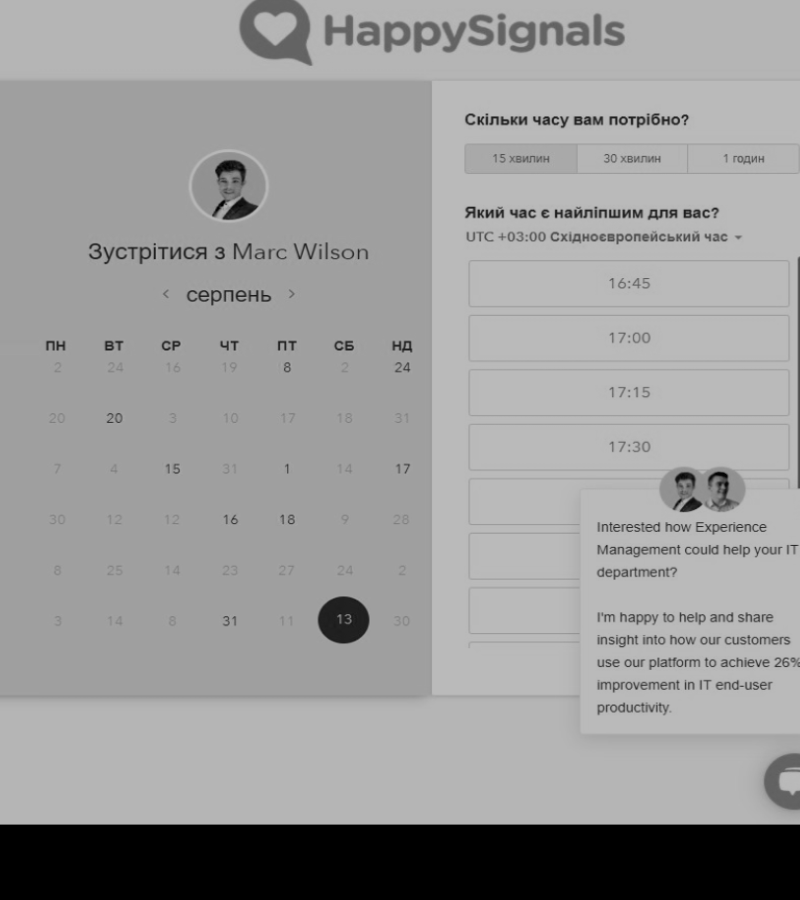 HappySignals
Зустрітися з Marc Wilson
серпень
ПН ВТ СР ЧТ ПТ СБ НД
2 24 16 19 8 2 24
20 20 3 10 17 18 31
7 4 15 31 1 14 17
30 12 12 16 18 9 28
8 25 14 23 27 24 2
3 14 8 31 11 13 30
Скільки часу вам потрібно?
15 хвилин 30 хвилин 1 годин
Який час є найліпшим для вас?
UTC +03:00 Східноєвропейський час
16:45
17:00
17:15
17:30
Interested how Experience
Management could help your IT
department?
I'm happy to help and share
insight into how our customers
use our platform to achieve 26%
improvement in IT end-user
productivity.